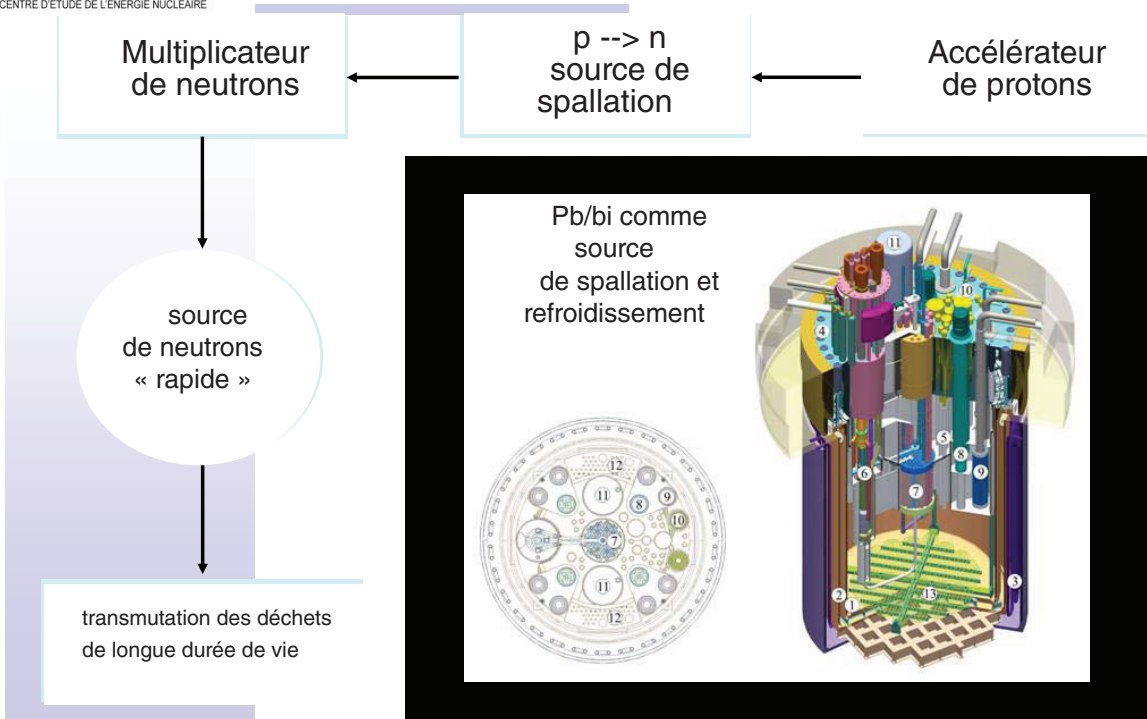 CENTRE D'ETUDE DE L'ENERGIE NUCLEAIRE
Multiplicateur
de neutrons
p --> n
source de
spallation
Accélérateur
de protons
source
de neutrons
« rapide »
transmutation des déchets
de longue durée de vie
Pb/bi comme
source
de spallation et
refroidissement
12
11
9
8
10
7
11
12
11
10
4
5
8
6
9
7
3
2
1
13